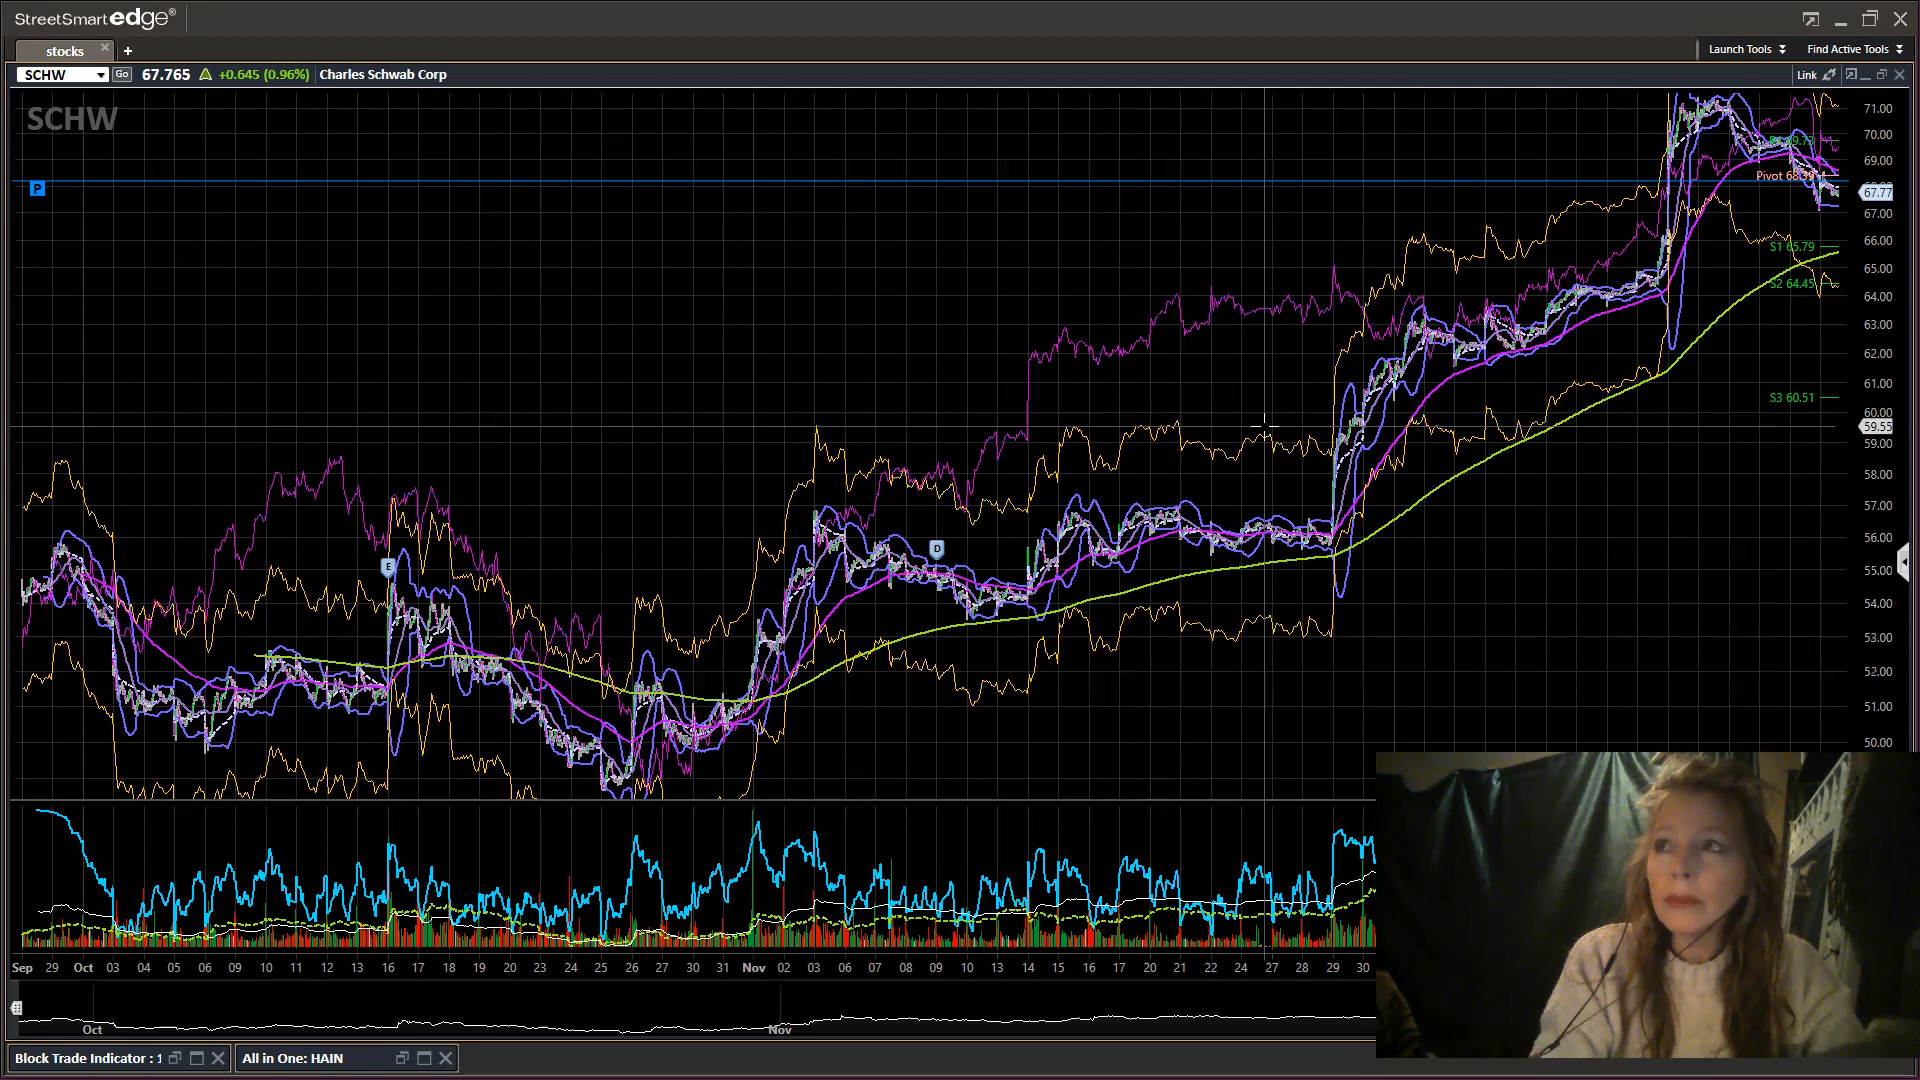 StreetSmart edge®
stocks
Launch Tools
Find Active Tools
SCHW Go 67.765 +0.645 (0.96%) Charles Schwab Corp
Link
SCHW
71.00
70.00
69.00
P
Pivot 68.39
67.77
67.00
66.00
S1 65.79
65.00
S2 64.45
64.00
63.00
62.00
61.00
S3 60.51
60.00
59.55
59.00
58.00
57.00
56.00
D
E
55.00
54.00
53.00
52.00
51.00
50.00
Sep 29 Oct 03 04 05 06 09 10 11 12 13 16 17 18 19 20 23 24 25 26 27 30 31 Nov 02 03 06 07 08 09 10 13 14 15 16 17 20 21 22 24 27 28 29 30
Oct
Nov
Block Trade Indicator : 1
All in One: HAIN